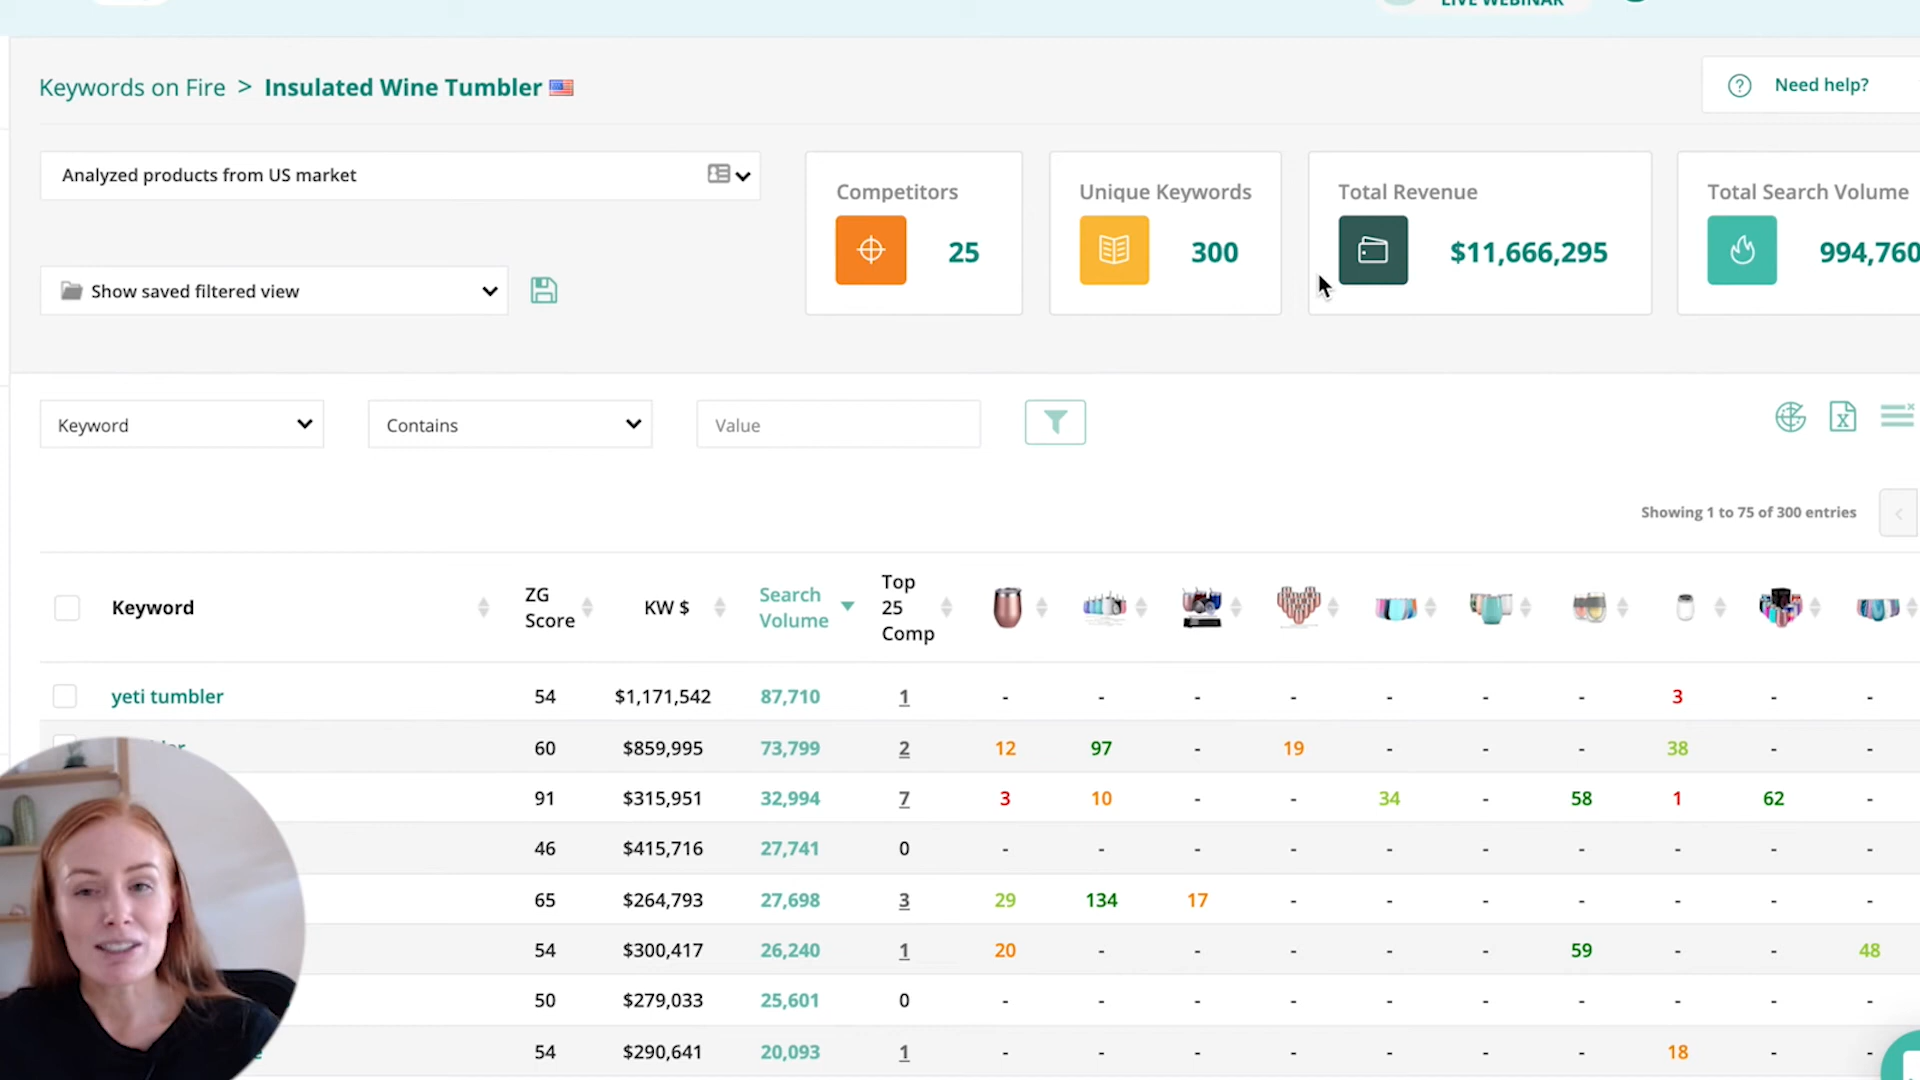 LIVE WEBINAR
Keywords on Fire > Insulated Wine Tumbler
Need help?
Analyzed products from US market
Show saved filtered view
Competitors
25
Unique Keywords
300
Total Revenue
$11,666,295
Total Search Volume
994,760
Keyword
Contains
Value
Showing 1 to 75 of 300 entries
Keyword ZG Score KW $ Search Volume Top 25 Comp
yeti tumbler 54 $1,171,542 87,710 1 - - - - - - - 3 - -
60 $859,995 73,799 2 12 97 - 19 - - - 38 - -
91 $315,951 32,994 7 3 10 - - 34 - 58 1 62 -
46 $415,716 27,741 0 - - - - - - - - - -
65 $264,793 27,698 3 29 134 17 - - - - - - -
54 $300,417 26,240 1 20 - - - - - 59 - - 48
50 $279,033 25,601 0 - - - - - - - - - -
54 $290,641 20,093 1 - - - - - - - 18 - -